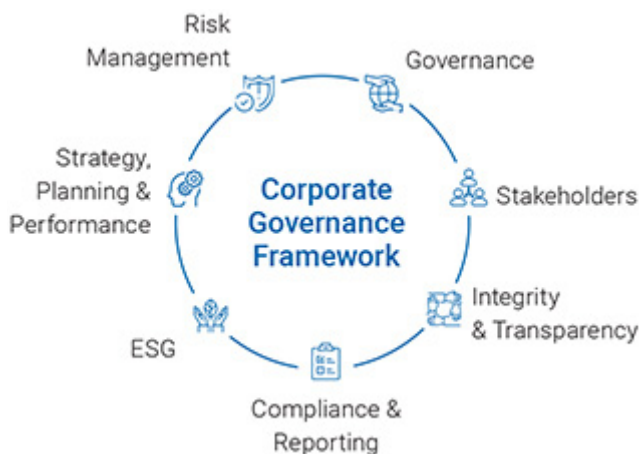 Risk
Management
Governance
Strategy,
Planning &
Performance
Corporate
Governance
Framework
Stakeholders
Integrity
& Transparency
ESG
Compliance &
Reporting